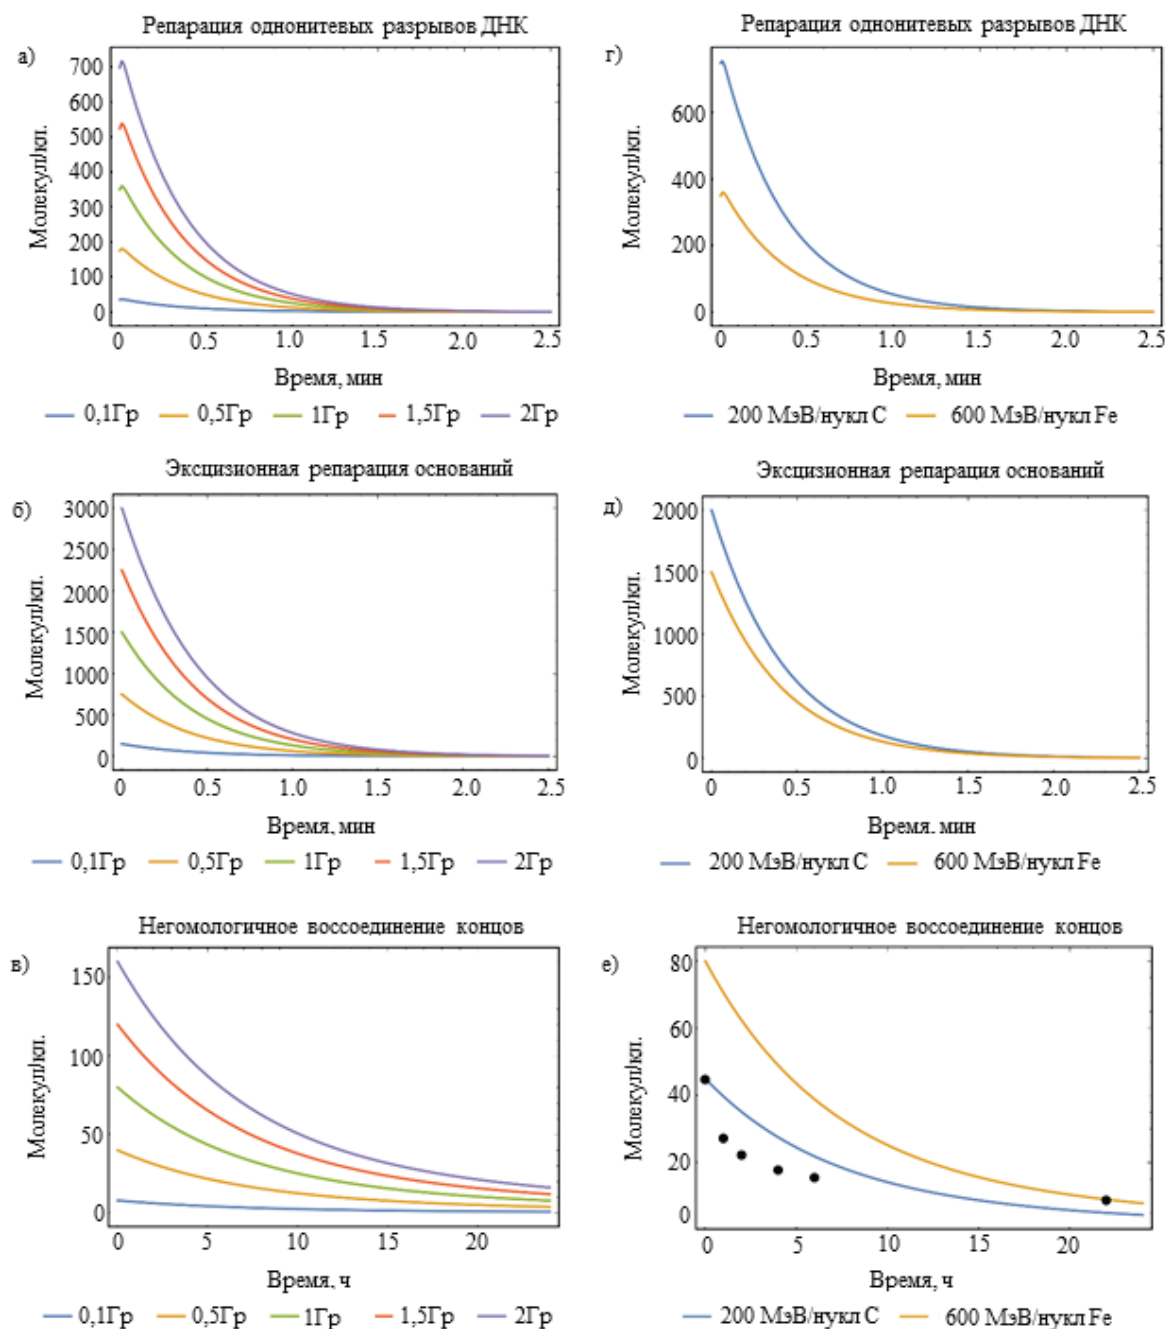 Репарация однонитевых разрывов ДНК
а)
Молекул/кл.
700
600
500
400
300
200
100
0
0 0.5 1.0 1.5 2.0 2.5
Время, мин
0,1Гр 0,5Гр 1Гр 1,5Гр 2Гр
Репарация однонитевых разрывов ДНК
г)
Молекул/кл.
600
400
200
0
0 0.5 1.0 1.5 2.0 2.5
Время, мин
200 МэВ/нукл C 600 МэВ/нукл Fe
Эксцизионная репарация оснований
б)
Молекул/кл.
3000
2500
2000
1500
1000
500
0
0 0.5 1.0 1.5 2.0 2.5
Время, мин
0,1Гр 0,5Гр 1Гр 1,5Гр 2Гр
Эксцизионная репарация оснований
д)
Молекул/кл.
2000
1500
1000
500
0
0 0.5 1.0 1.5 2.0 2.5
Время. мин
200 МэВ/нукл C 600 МэВ/нукл Fe
Негомологичное воссоединение концов
в)
Молекул/кл.
150
100
50
0
0 5 10 15 20
Время, ч
0,1Гр 0,5Гр 1Гр 1,5Гр 2Гр
Негомологичное воссоединение концов
е)
Молекул/кл.
80
60
40
20
0
0 5 10 15 20
Время, ч
200 МэВ/нукл C 600 МэВ/нукл Fe